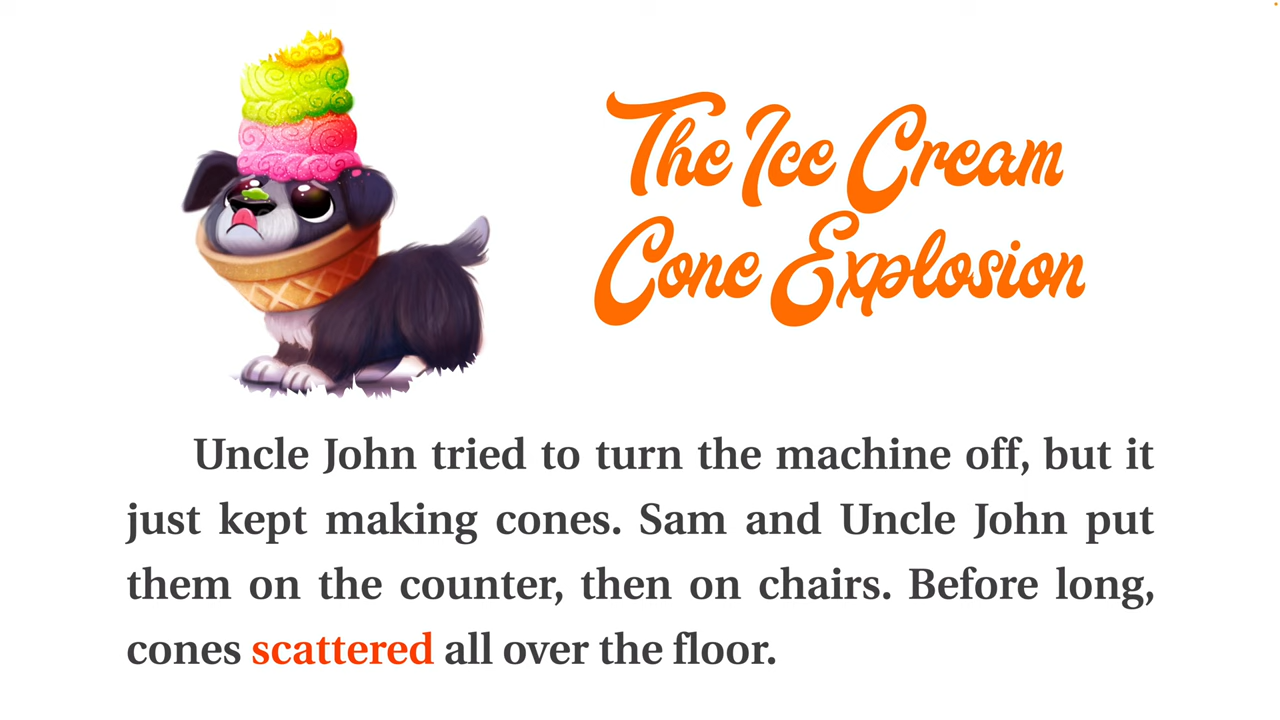 The Ice Cream
Cone Explosion
Uncle John tried to turn the machine off, but it
just kept making cones. Sam and Uncle John put
them on the counter, then on chairs. Before long,
cones scattered all over the floor.